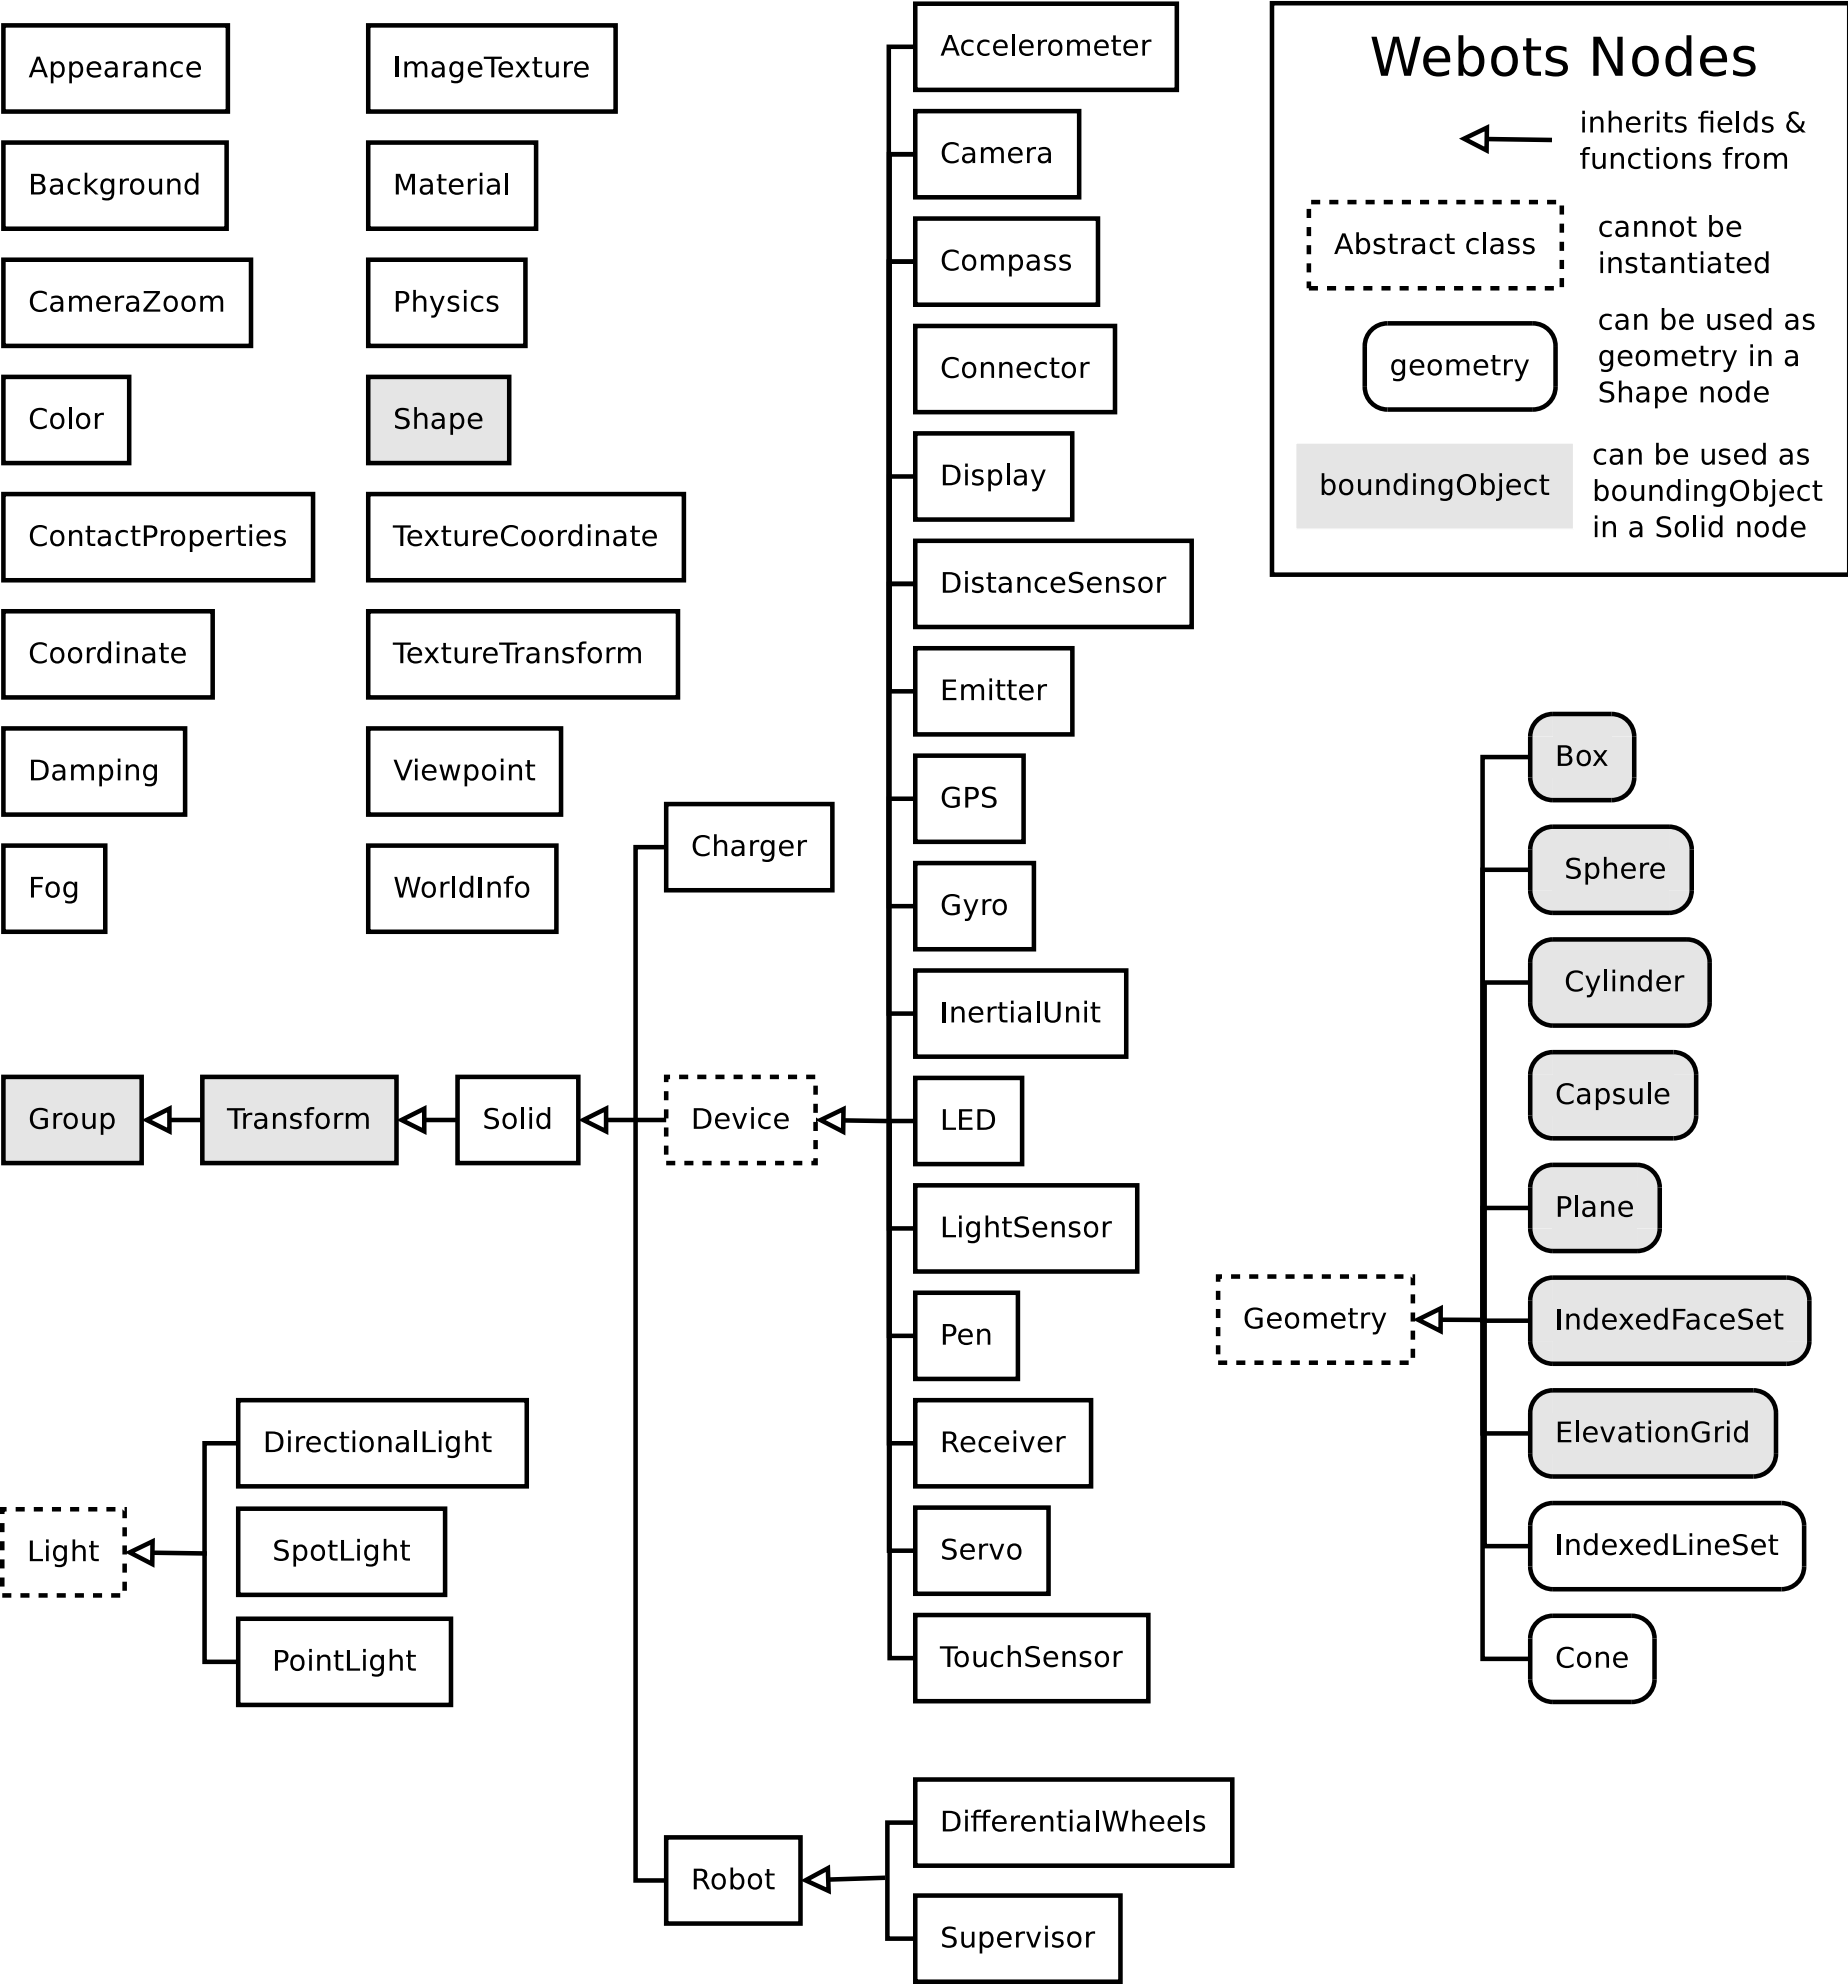 Appearance
Background
CameraZoom
Color
ContactProperties
Coordinate
Damping
Fog
ImageTexture
Material
Physics
Shape
TextureCoordinate
TextureTransform
Viewpoint
WorldInfo
Group
Transform
Solid
Charger
Device
Robot
Accelerometer
Camera
Compass
Connector
Display
DistanceSensor
Emitter
GPS
Gyro
InertialUnit
LED
LightSensor
Pen
Receiver
Servo
TouchSensor
DifferentialWheels
Supervisor
Light
DirectionalLight
SpotLight
PointLight
Webots Nodes
inherits fields &
functions from
Abstract class
cannot be
instantiated
geometry
can be used as
geometry in a
Shape node
boundingObject
can be used as
boundingObject
in a Solid node
Geometry
Box
Sphere
Cylinder
Capsule
Plane
IndexedFaceSet
ElevationGrid
IndexedLineSet
Cone